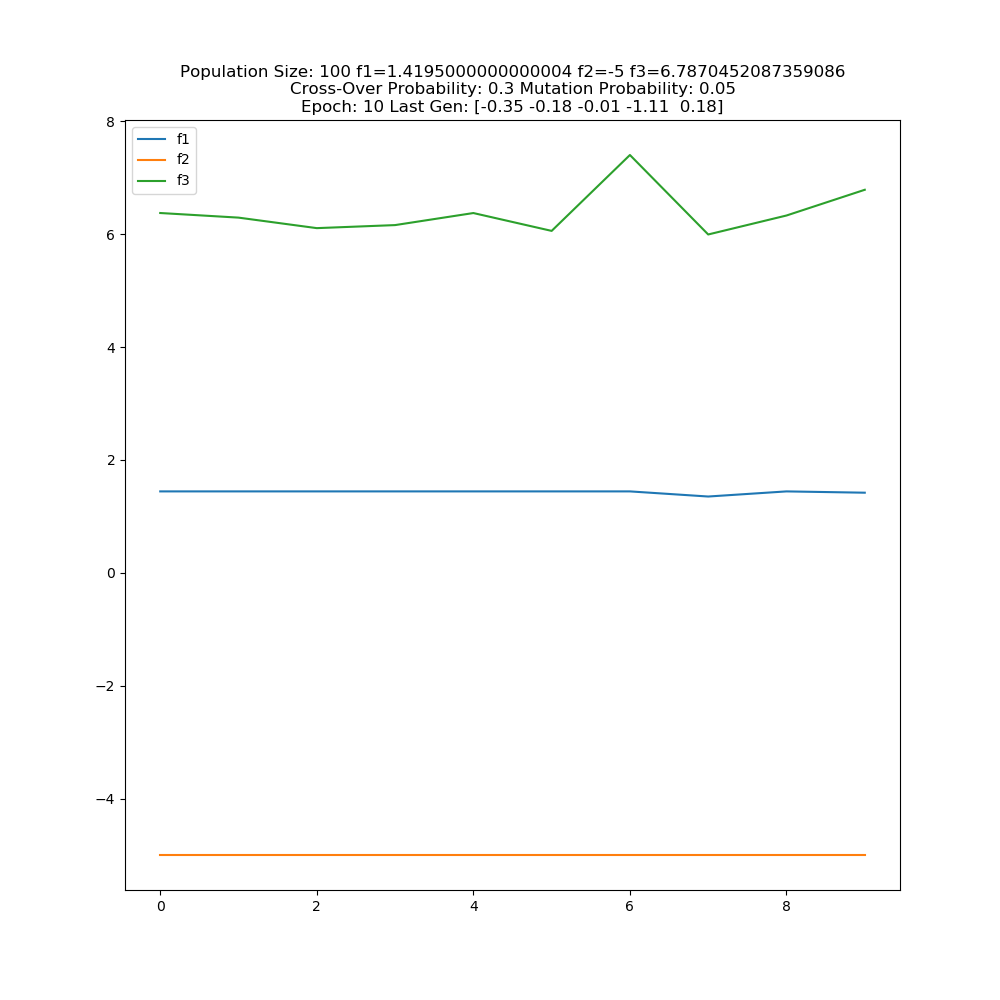 Population Size: 100 f1=1.4195000000000004 f2=-5 f3=6.7870452087359086
Cross-Over Probability: 0.3 Mutation Probability: 0.05
Epoch: 10 Last Gen: [-0.35 -0.18 -0.01 -1.11  0.18]
8
f1
f2
f3
6
4
2
0
−2
−4
0 2 4 6 8